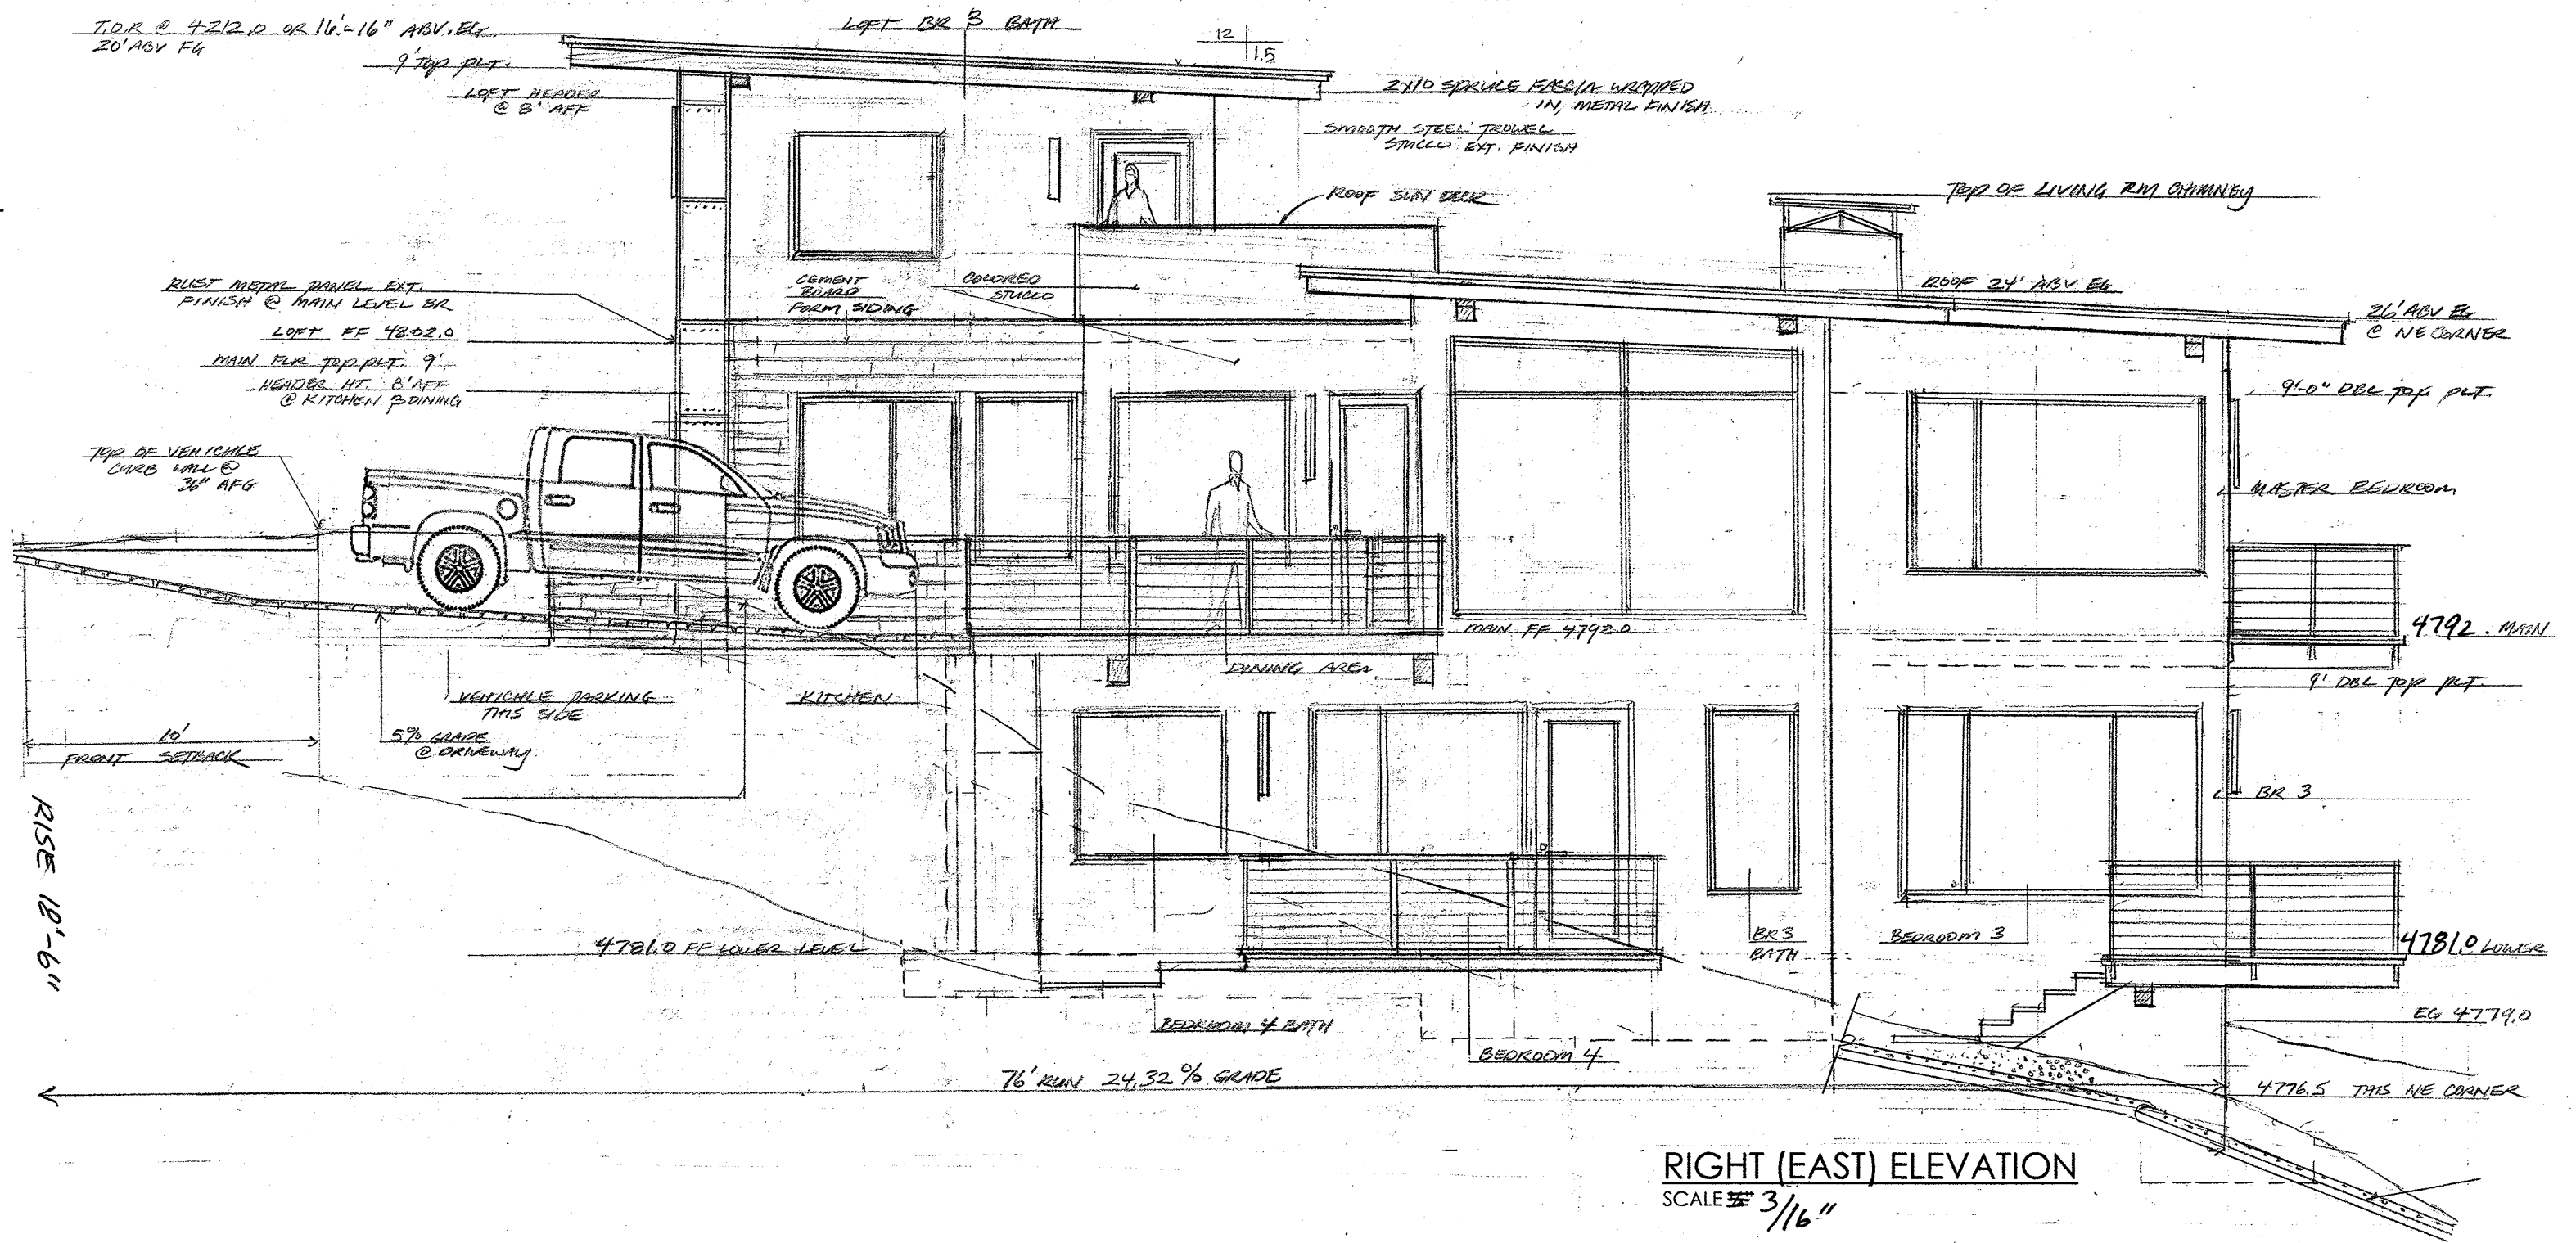 T.O.R @ 4212.0 OR 16'-16" ABV. EG.
20' ABV FG
9' TOP PLT.
LOFT HEADER
@ 8' AFF
LOFT BR 3 BATH
12
1.5
2X10 SPRUCE FASCIA WRAPPED
IN METAL FINISH
SMOOTH STEEL TROWEL
STUCCO EXT. FINISH
ROOF SUN DECK
TOP OF LIVING RM. CHIMNEY
RUST METAL PANEL EXT.
FINISH @ MAIN LEVEL BR
CEMENT
BOARD
FORM SIDING
COLORED
STUCCO
ROOF 24' ABV EG
26' ABV EG
@ NE CORNER
LOFT FF 4802.0
MAIN FLR TOP PLT. 9'
HEADER HT. 8' AFF
@ KITCHEN & DINING
9'-0" DBL TOP PLT.
TOP OF VEHICHLE
CURB WALL @
36" AFG
MASTER BEDROOM
MAIN FF 4792.0
4792. MAIN
DINING AREA
9' DBL TOP PLT.
VEHICHLE PARKING
THIS SIDE
KITCHEN
10'
FRONT SETBACK
5% GRADE
@ DRIVEWAY
BR 3
RISE 18'-6"
4781.0 FF LOWER LEVEL
BR3
BATH
BEDROOM 3
4781.0 LOWER
BEDROOM 4 BATH
BEDROOM 4
EG 4779.0
76' RUN 24.32% GRADE
4776.5 THIS NE CORNER
RIGHT (EAST) ELEVATION
SCALE 3/16"